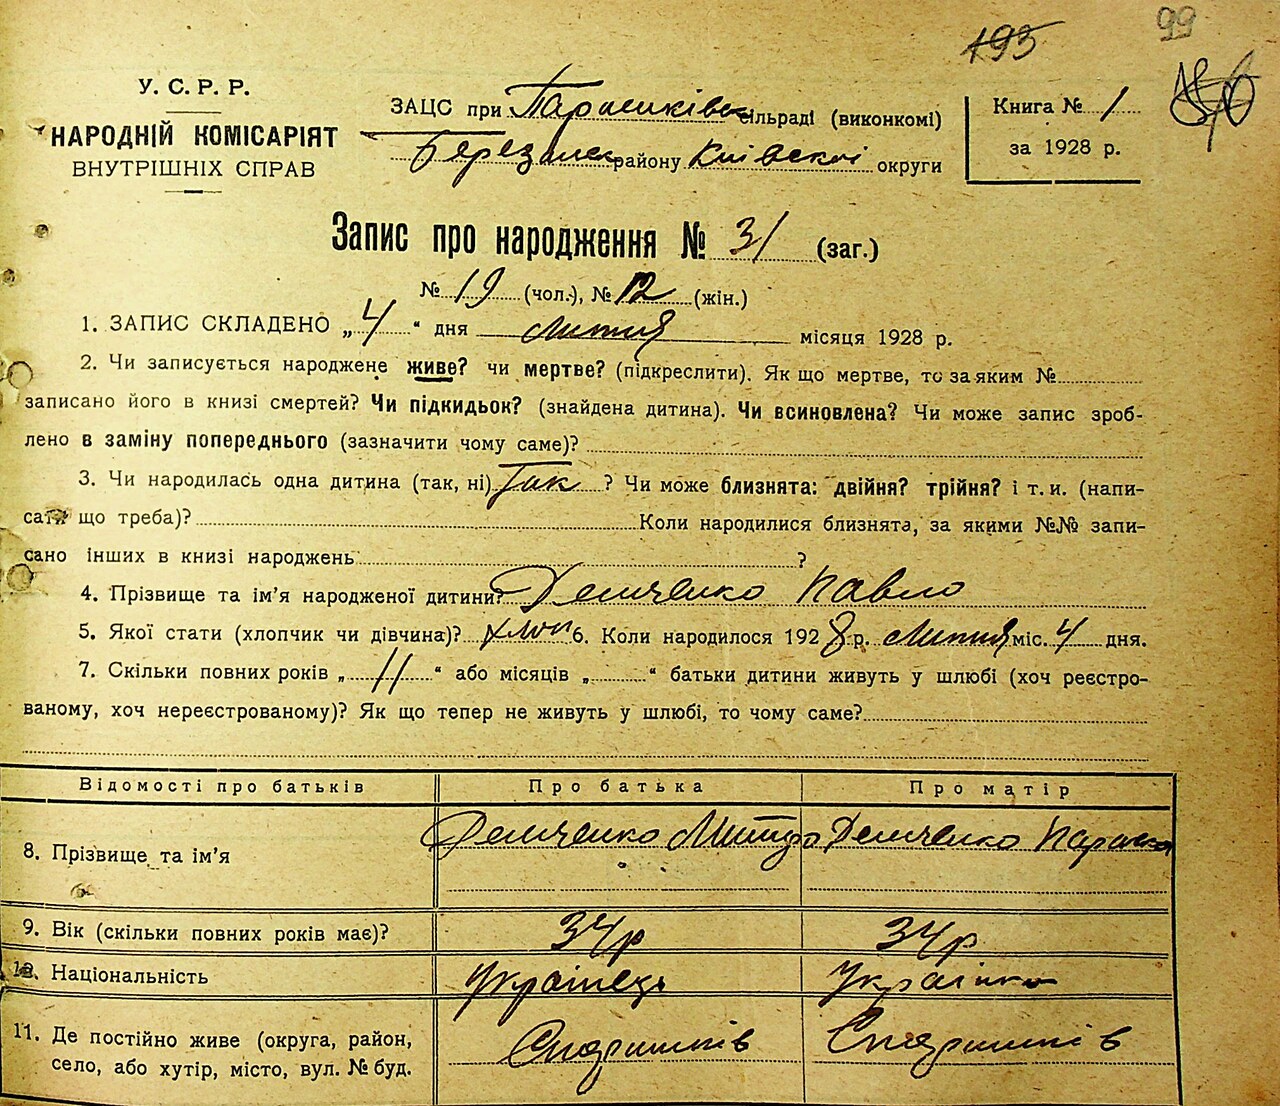 193 99
У. С. Р. Р.
НАРОДНІЙ КОМІСАРІЯТ
ВНУТРІШНІХ СПРАВ
ЗАЦС при Парашківськ сільраді (виконкомі)
Березанск району Київскої округи
Книга № 1
за 1928 р.
Запис про народження № 31 (заг.)
№ 19 (чол.), № 12 (жін.)
1. ЗАПИС СКЛАДЕНО „4“ дня місяця 1928 р.
2. Чи записується народжене живе? чи мертве? (підкреслити). Як що мертве, то за яким №
записано його в книзі смертей? Чи підкидьок? (знайдена дитина). Чи всиновлена? Чи може запис зроб-
лено в заміну попереднього (зазначити чому саме)?
3. Чи народилась одна дитина (так, ні) Так ? Чи може близнята: двійня? трійня? і т. и. (напи-
сати що треба)? Коли народилися близнята, за якими №№ запи-
сано інших в книзі народжень ?
4. Прізвище та ім’я народженої дитини? Демченко Павло
5. Якої стати (хлопчик чи дівчина)? хлоп 6. Коли народилося 1928 р. міс. 4 дня.
7. Скільки повних років „11“ або місяців „ “ батьки дитини живуть у шлюбі (хоч реєстро-
ваному, хоч нереєстрованому)? Як що тепер не живуть у шлюбі, то чому саме?
Відомості про батьків Про батька Про матір
8. Прізвище та ім’я Демченко Митро Демченко Параска
9. Вік (скільки повних років має)? 34 р 34 р
10. Національність Українець Українка
11. Де постійно живе (округа, район,
село, або хутір, місто, вул. № буд.